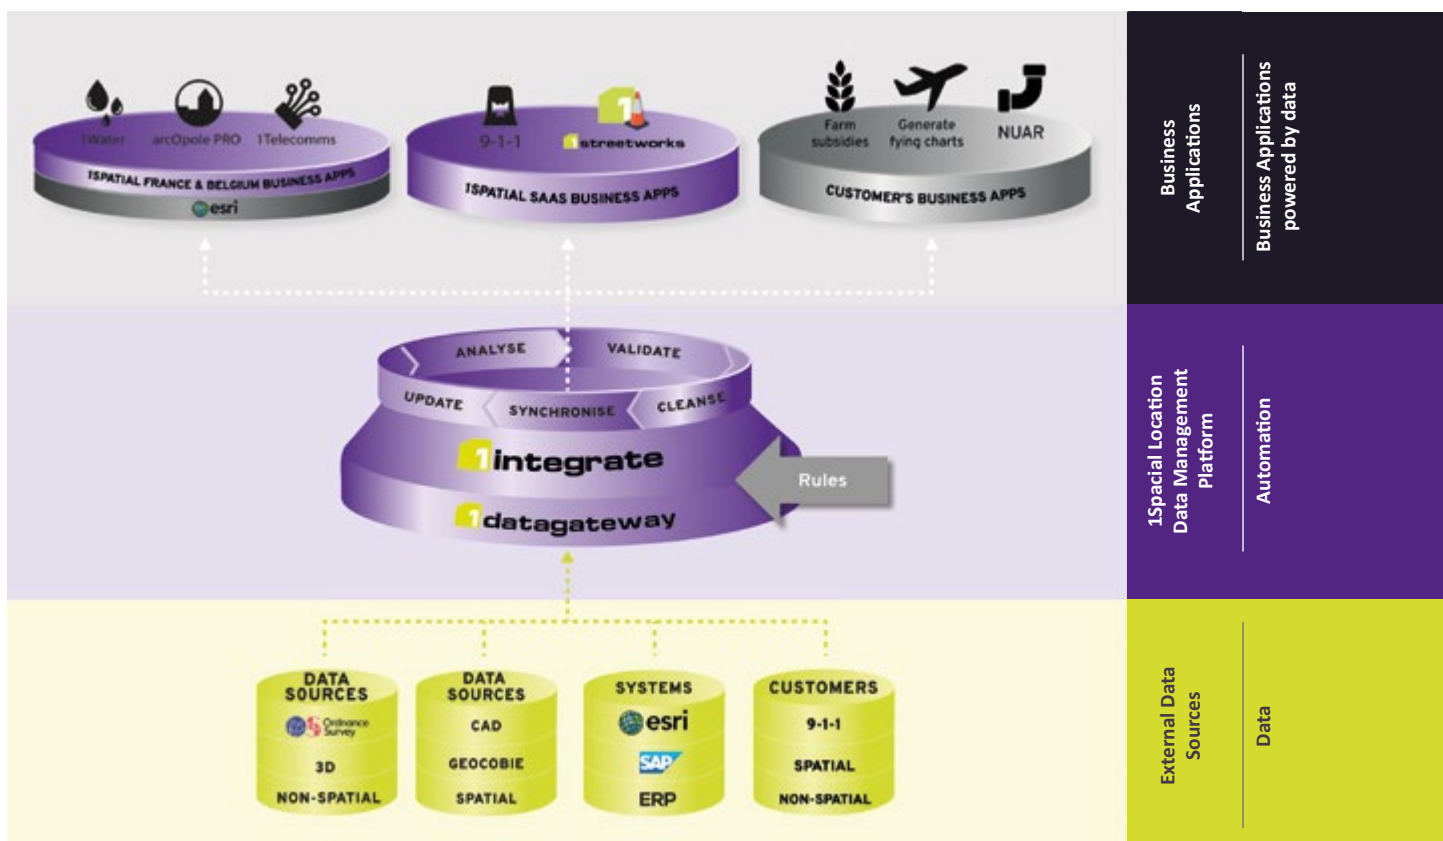 1Water
arcOpole PRO
1Telecomms
1SPATIAL FRANCE & BELGIUM BUSINESS APPS
esri
9-1-1
1
1streetworks
1SPATIAL SAAS BUSINESS APPS
Farm
subsidies
Generate
fying charts
NUAR
CUSTOMER'S BUSINESS APPS
Business
Applications
Business Applications
powered by data
ANALYSE
VALIDATE
UPDATE
SYNCHRONISE
CLEANSE
1integrate
1datagateway
Rules
1Spacial Location
Data Management
Platform
Automation
DATA
SOURCES
Ordnance
Survey
3D
NON-SPATIAL
DATA
SOURCES
CAD
GEOCOBIE
SPATIAL
SYSTEMS
esri
SAP
ERP
CUSTOMERS
9-1-1
SPATIAL
NON-SPATIAL
External Data
Sources
Data